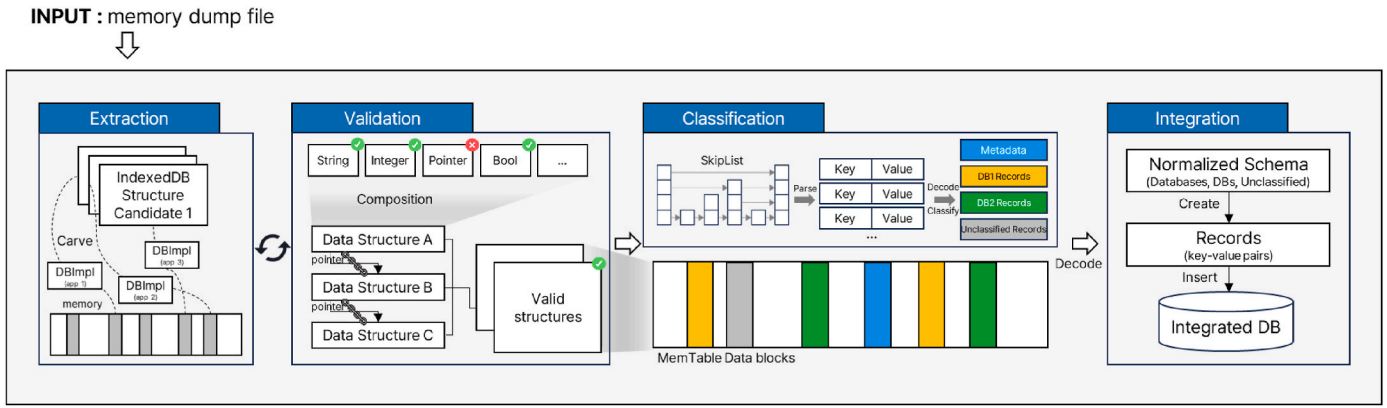 INPUT : memory dump file
Extraction
IndexedDB
Structure
Candidate 1
Carve
DBImpl
(app 3)
DBImpl
(app 1)
DBImpl
(app 2)
memory
Validation
String
Integer
Pointer
Bool
...
Composition
Data Structure A
pointer
Data Structure B
pointer
Data Structure C
Valid
structures
Classification
SkipList
Parse
Key Value
Key Value
Key Value
...
Decode
Classify
Metadata
DB1 Records
DB2 Records
Unclassified Records
MemTable Data blocks
Decode
Integration
Normalized Schema
(Databases, DBs, Unclassified)
Create
Records
(key-value pairs)
Insert
Integrated DB